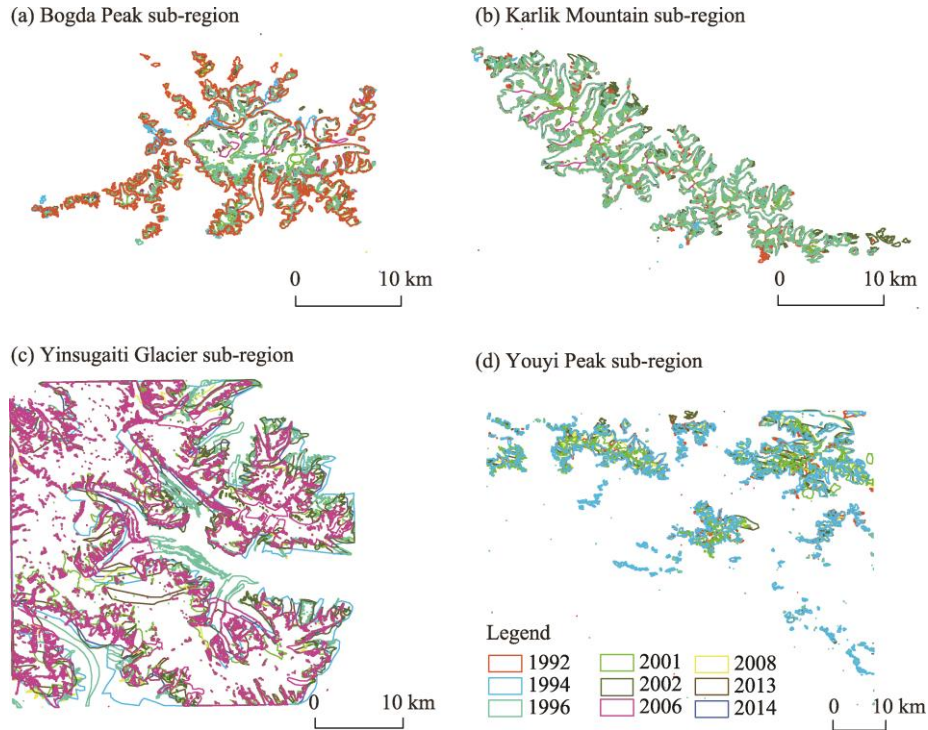 (a) Bogda Peak sub-region
(b) Karlik Mountain sub-region
0 10 km
0 10 km
(c) Yinsugaiti Glacier sub-region
(d) Youyi Peak sub-region
Legend
1992 2001 2008
1994 2002 2013
1996 2006 2014
0 10 km
0 10 km